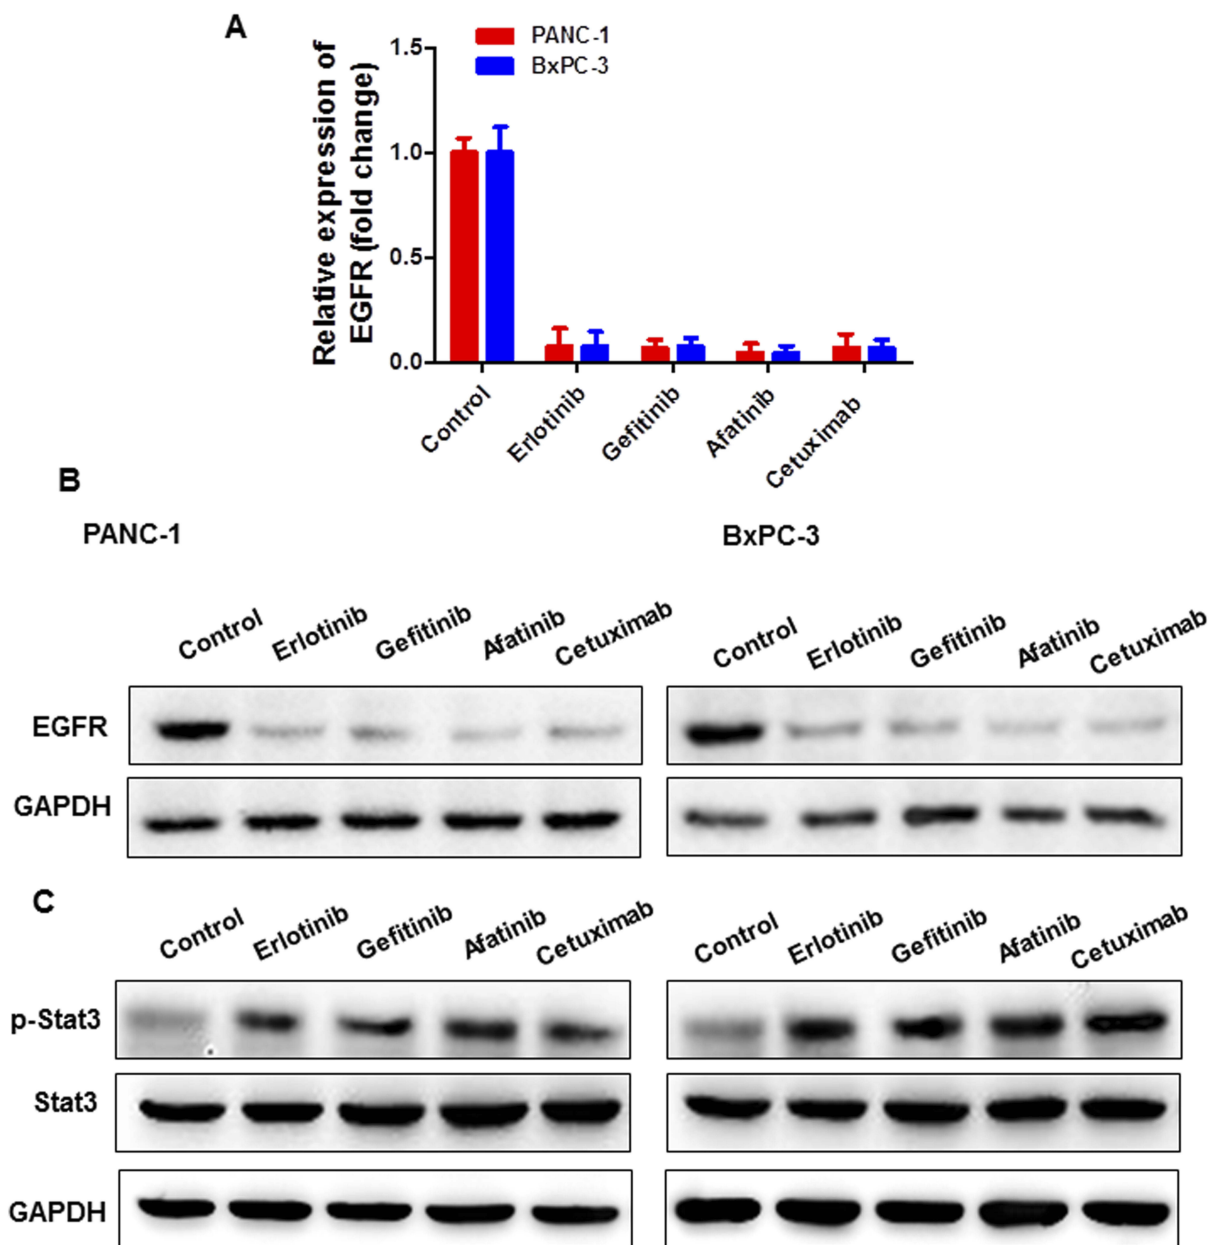 A
PANC-1
BxPC-3
Relative expression of
EGFR (fold change)
1.5
1.0
0.5
0.0
Control
Erlotinib
Gefitinib
Afatinib
Cetuximab
B
PANC-1
BxPC-3
Control Erlotinib Gefitinib Afatinib Cetuximab
Control Erlotinib Gefitinib Afatinib Cetuximab
EGFR
GAPDH
C
Control Erlotinib Gefitinib Afatinib Cetuximab
Control Erlotinib Gefitinib Afatinib Cetuximab
p-Stat3
Stat3
GAPDH